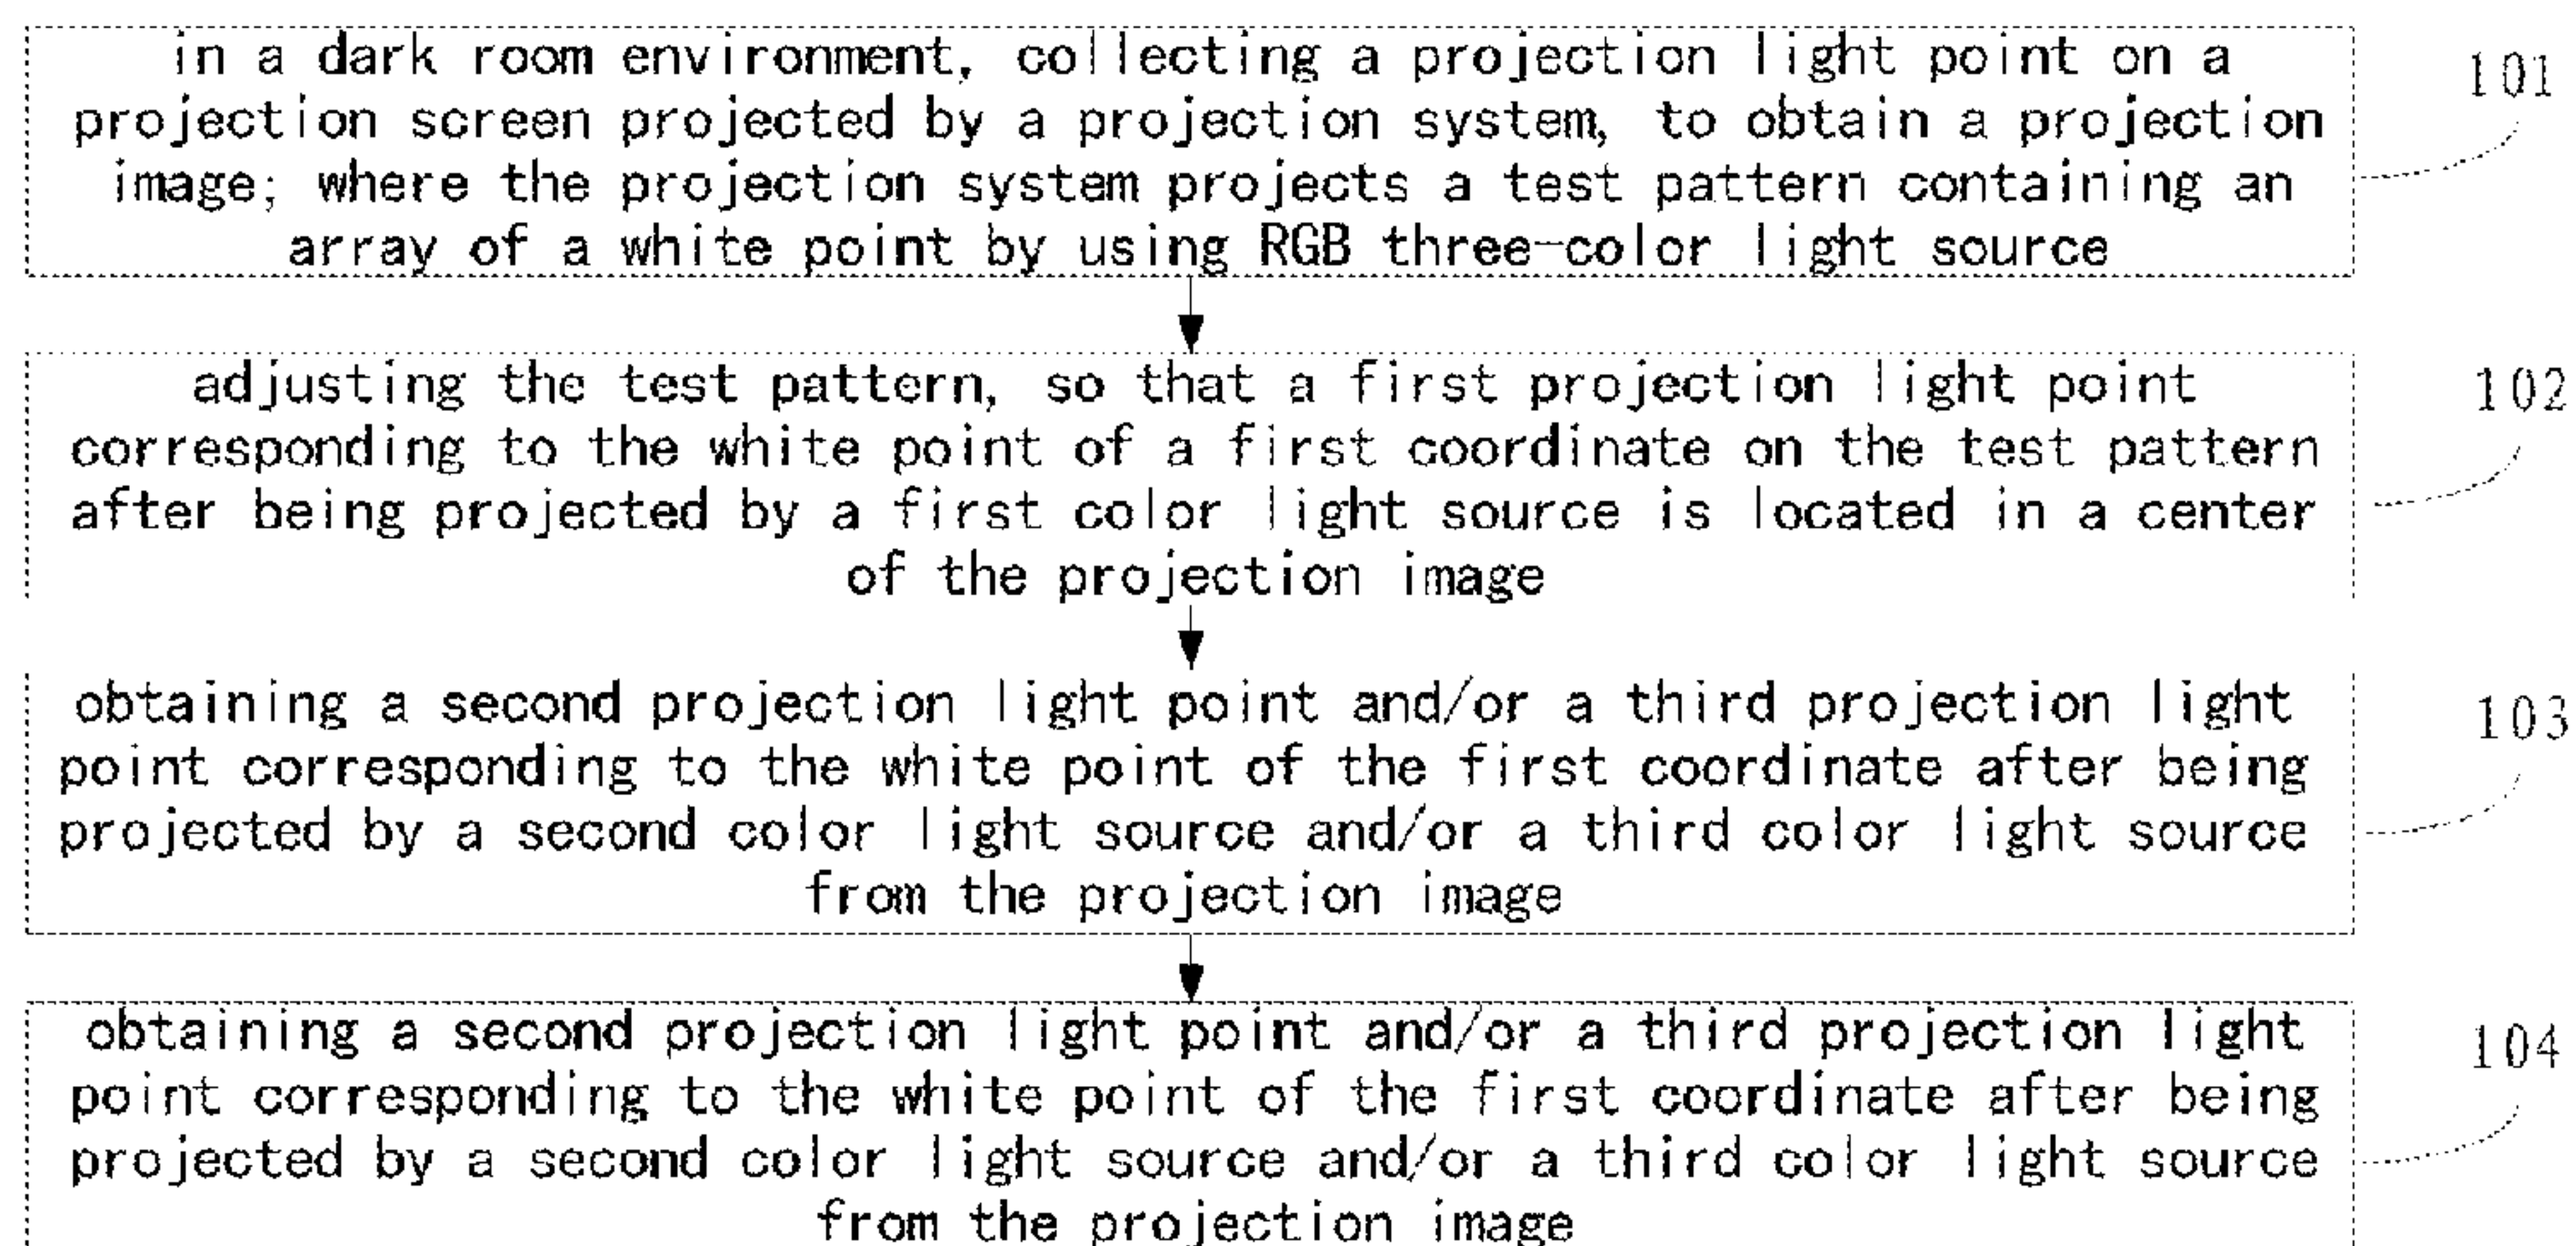 in a dark room environment, collecting a projection light point on a
101
projection screen projected by a projection system, to obtain a projection
image; where the projection system projects a test pattern containing an
array of a white point by using RGB three-color light source
adjusting the test pattern, so that a first projection light point
102
corresponding to the white point of a first coordinate on the test pattern
after being projected by a first color light source is located in a center
of the projection image
obtaining a second projection light point and/or a third projection light
103
point corresponding to the white point of the first coordinate after being
projected by a second color light source and/or a third color light source
from the projection image
obtaining a second projection light point and/or a third projection light
104
point corresponding to the white point of the first coordinate after being
projected by a second color light source and/or a third color light source
from the projection image